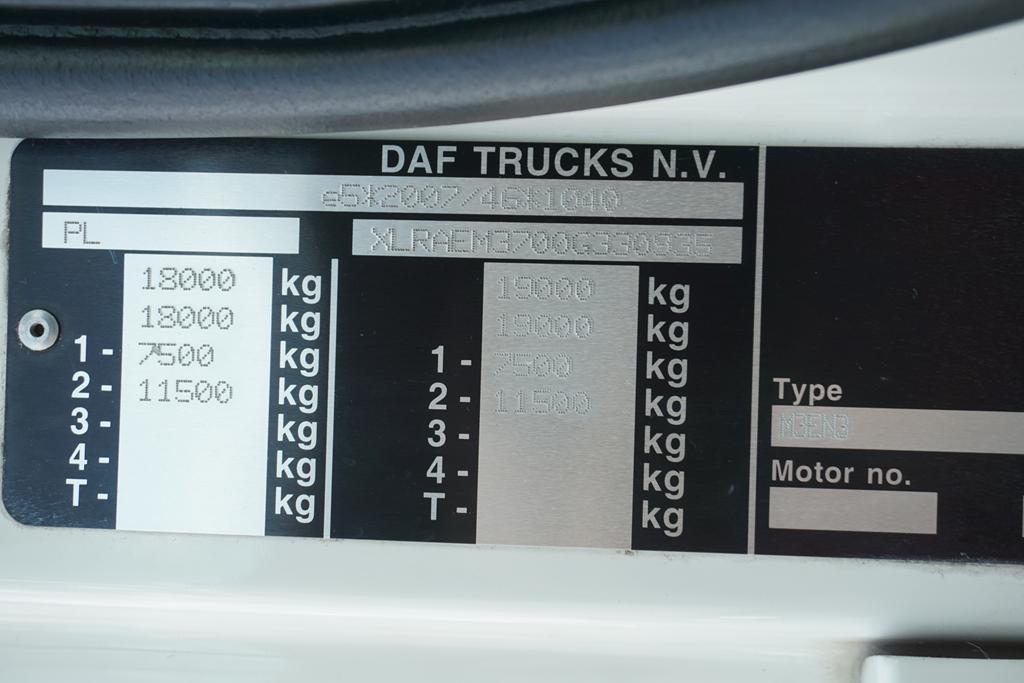 DAF TRUCKS N.V.
e5*2007/46*1040
PL XLRAEM3700G330835
18000 kg 19000 kg
18000 kg 19000 kg
1- 7500 kg 1- 7500 kg
2- 11500 kg 2- 11500 kg
3- kg 3- kg
4- kg 4- kg
T- kg T- kg
Type
M3EN3
Motor no.